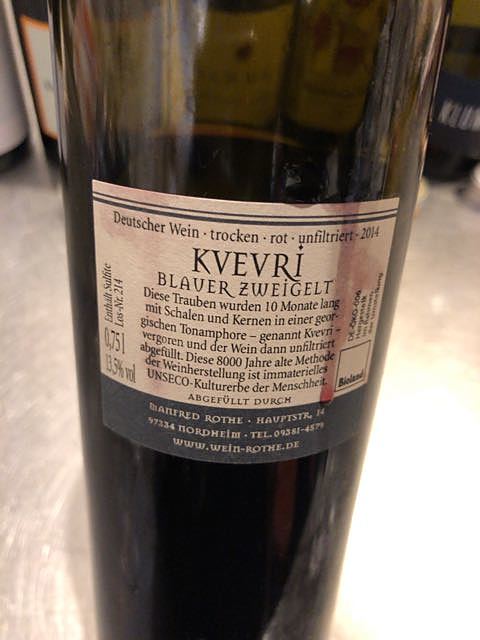 Deutscher Wein · trocken · rot · unfiltriert · 2014
KVEVRİ
BLAUER ZWEIGELT
Diese Trauben wurden 10 Monate lang
mit Schalen und Kernen in einer geor-
gischen Tonamphore – genannt Kvevri –
vergoren und der Wein dann unfiltriert
abgefüllt. Diese 8000 Jahre alte Methode
der Weinherstellung ist immaterielles
UNSECO-Kulturerbe der Menschheit.
ABGEFÜLLT DURCH
MANFRED ROTHE · HAUPTSTR. 14
97334 NORDHEIM · TEL. 09381-4579
WWW.WEIN-ROTHE.DE
Enthält Sulfite
Los-Nr. 214
0,75 l
13,5% vol
DE-ÖKO-006
Bioland